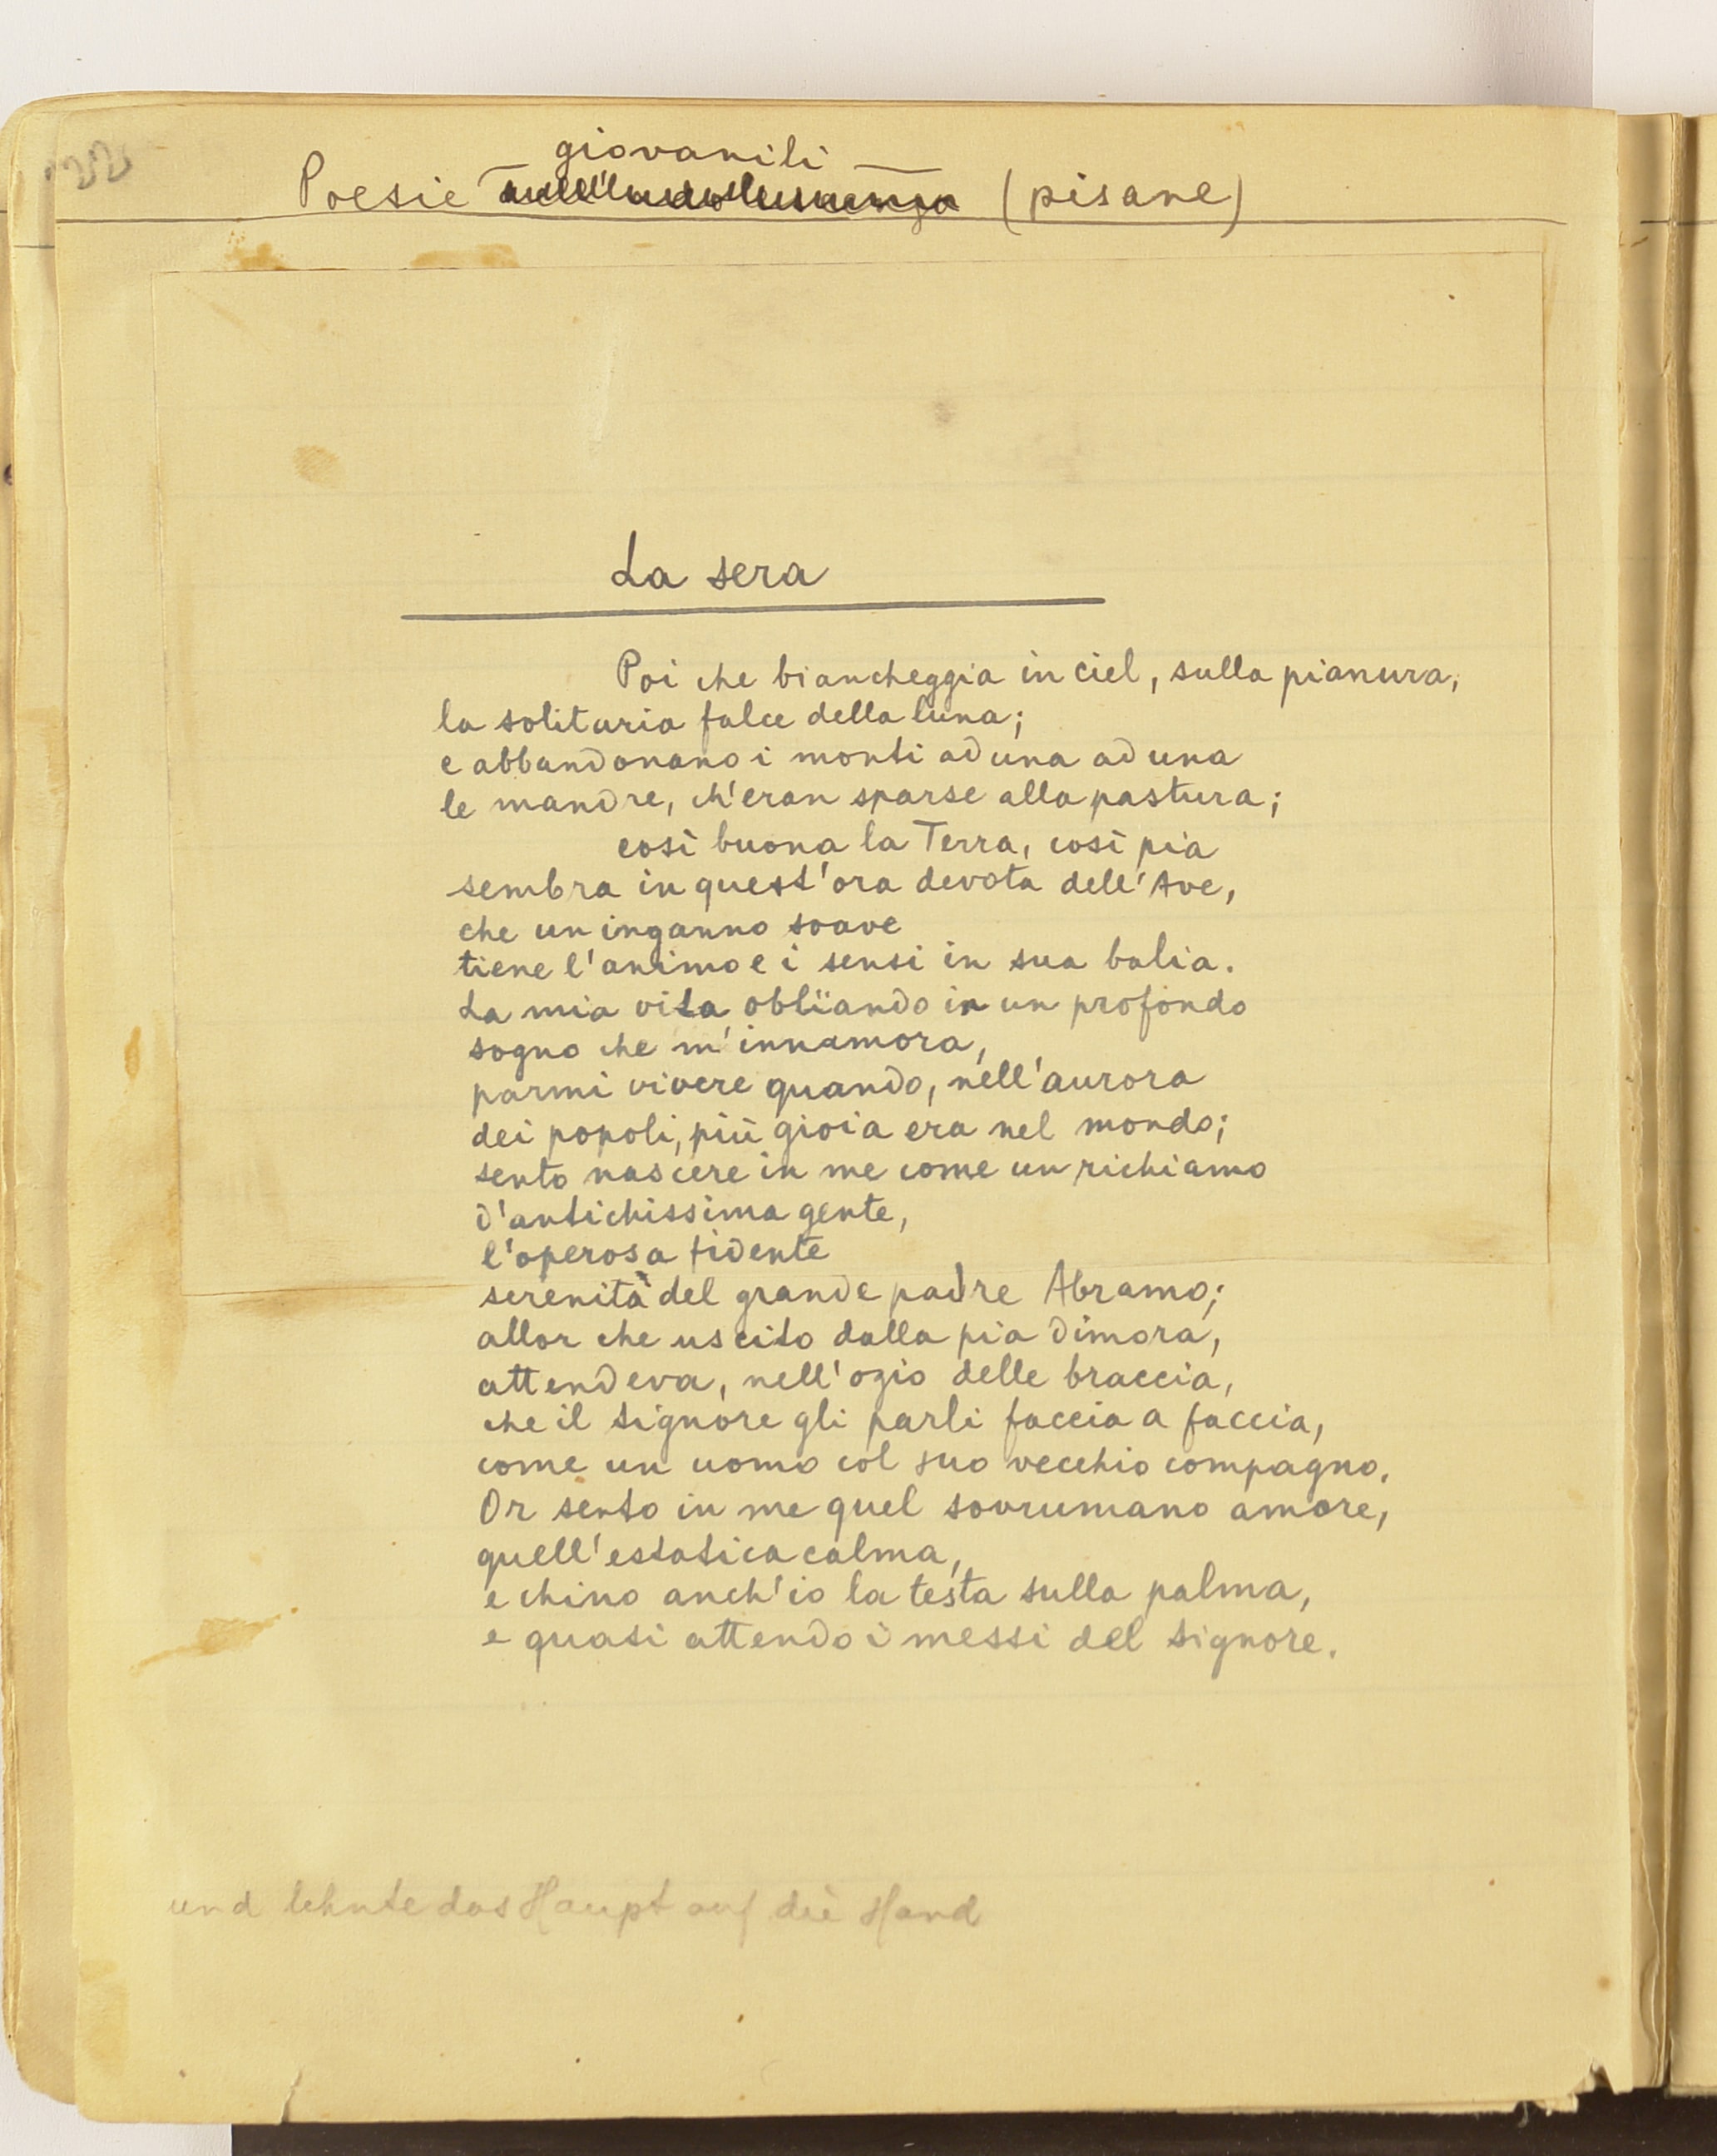 22
giovanili
Poesie dell'adolescenza (pisane)
La sera
Poi che biancheggia in ciel, sulla pianura,
la solitaria falce della luna;
e abbandonano i monti ad una ad una
le mandre, ch'eran sparse alla pastura;
così buona la Terra, così pia
sembra in quest'ora devota dell'Ave,
che un inganno soave
tiene l'animo e i sensi in sua balia.
La mia vita oblïando in un profondo
sogno che m'innamora,
parmi vivere quando, nell'aurora
dei popoli, più gioia era nel mondo;
sento nascere in me come un richiamo
d'antichissima gente,
l'operosa fidente
serenità del grande padre Abramo;
allor che uscito dalla pia dimora,
attendeva, nell'ozio delle braccia,
che il Signore gli parli faccia a faccia,
come un uomo col suo vecchio compagno.
Or sento in me quel sovrumano amore,
quell'estatica calma,
e chino anch'io la testa sulla palma,
e quasi attendo i messi del Signore.
und lehnte das Haupt auf die Hand